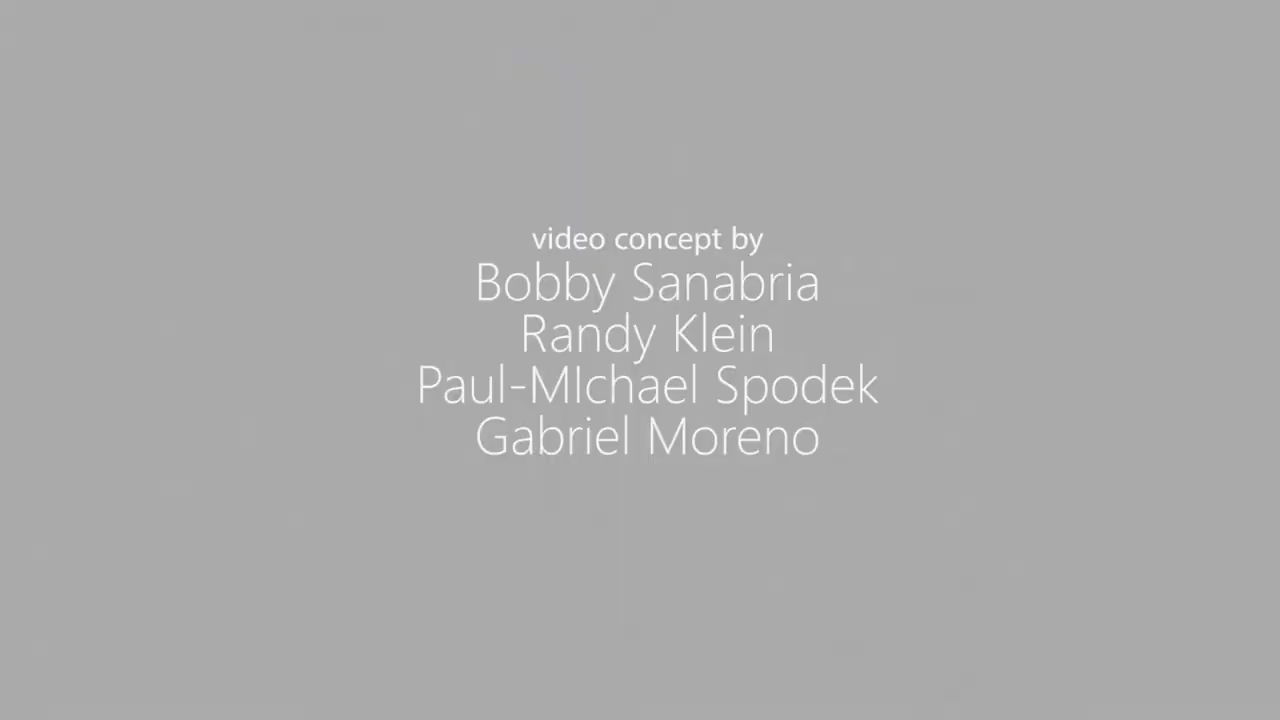 video concept by
Bobby Sanabria
Randy Klein
Paul-MIchael Spodek
Gabriel Moreno